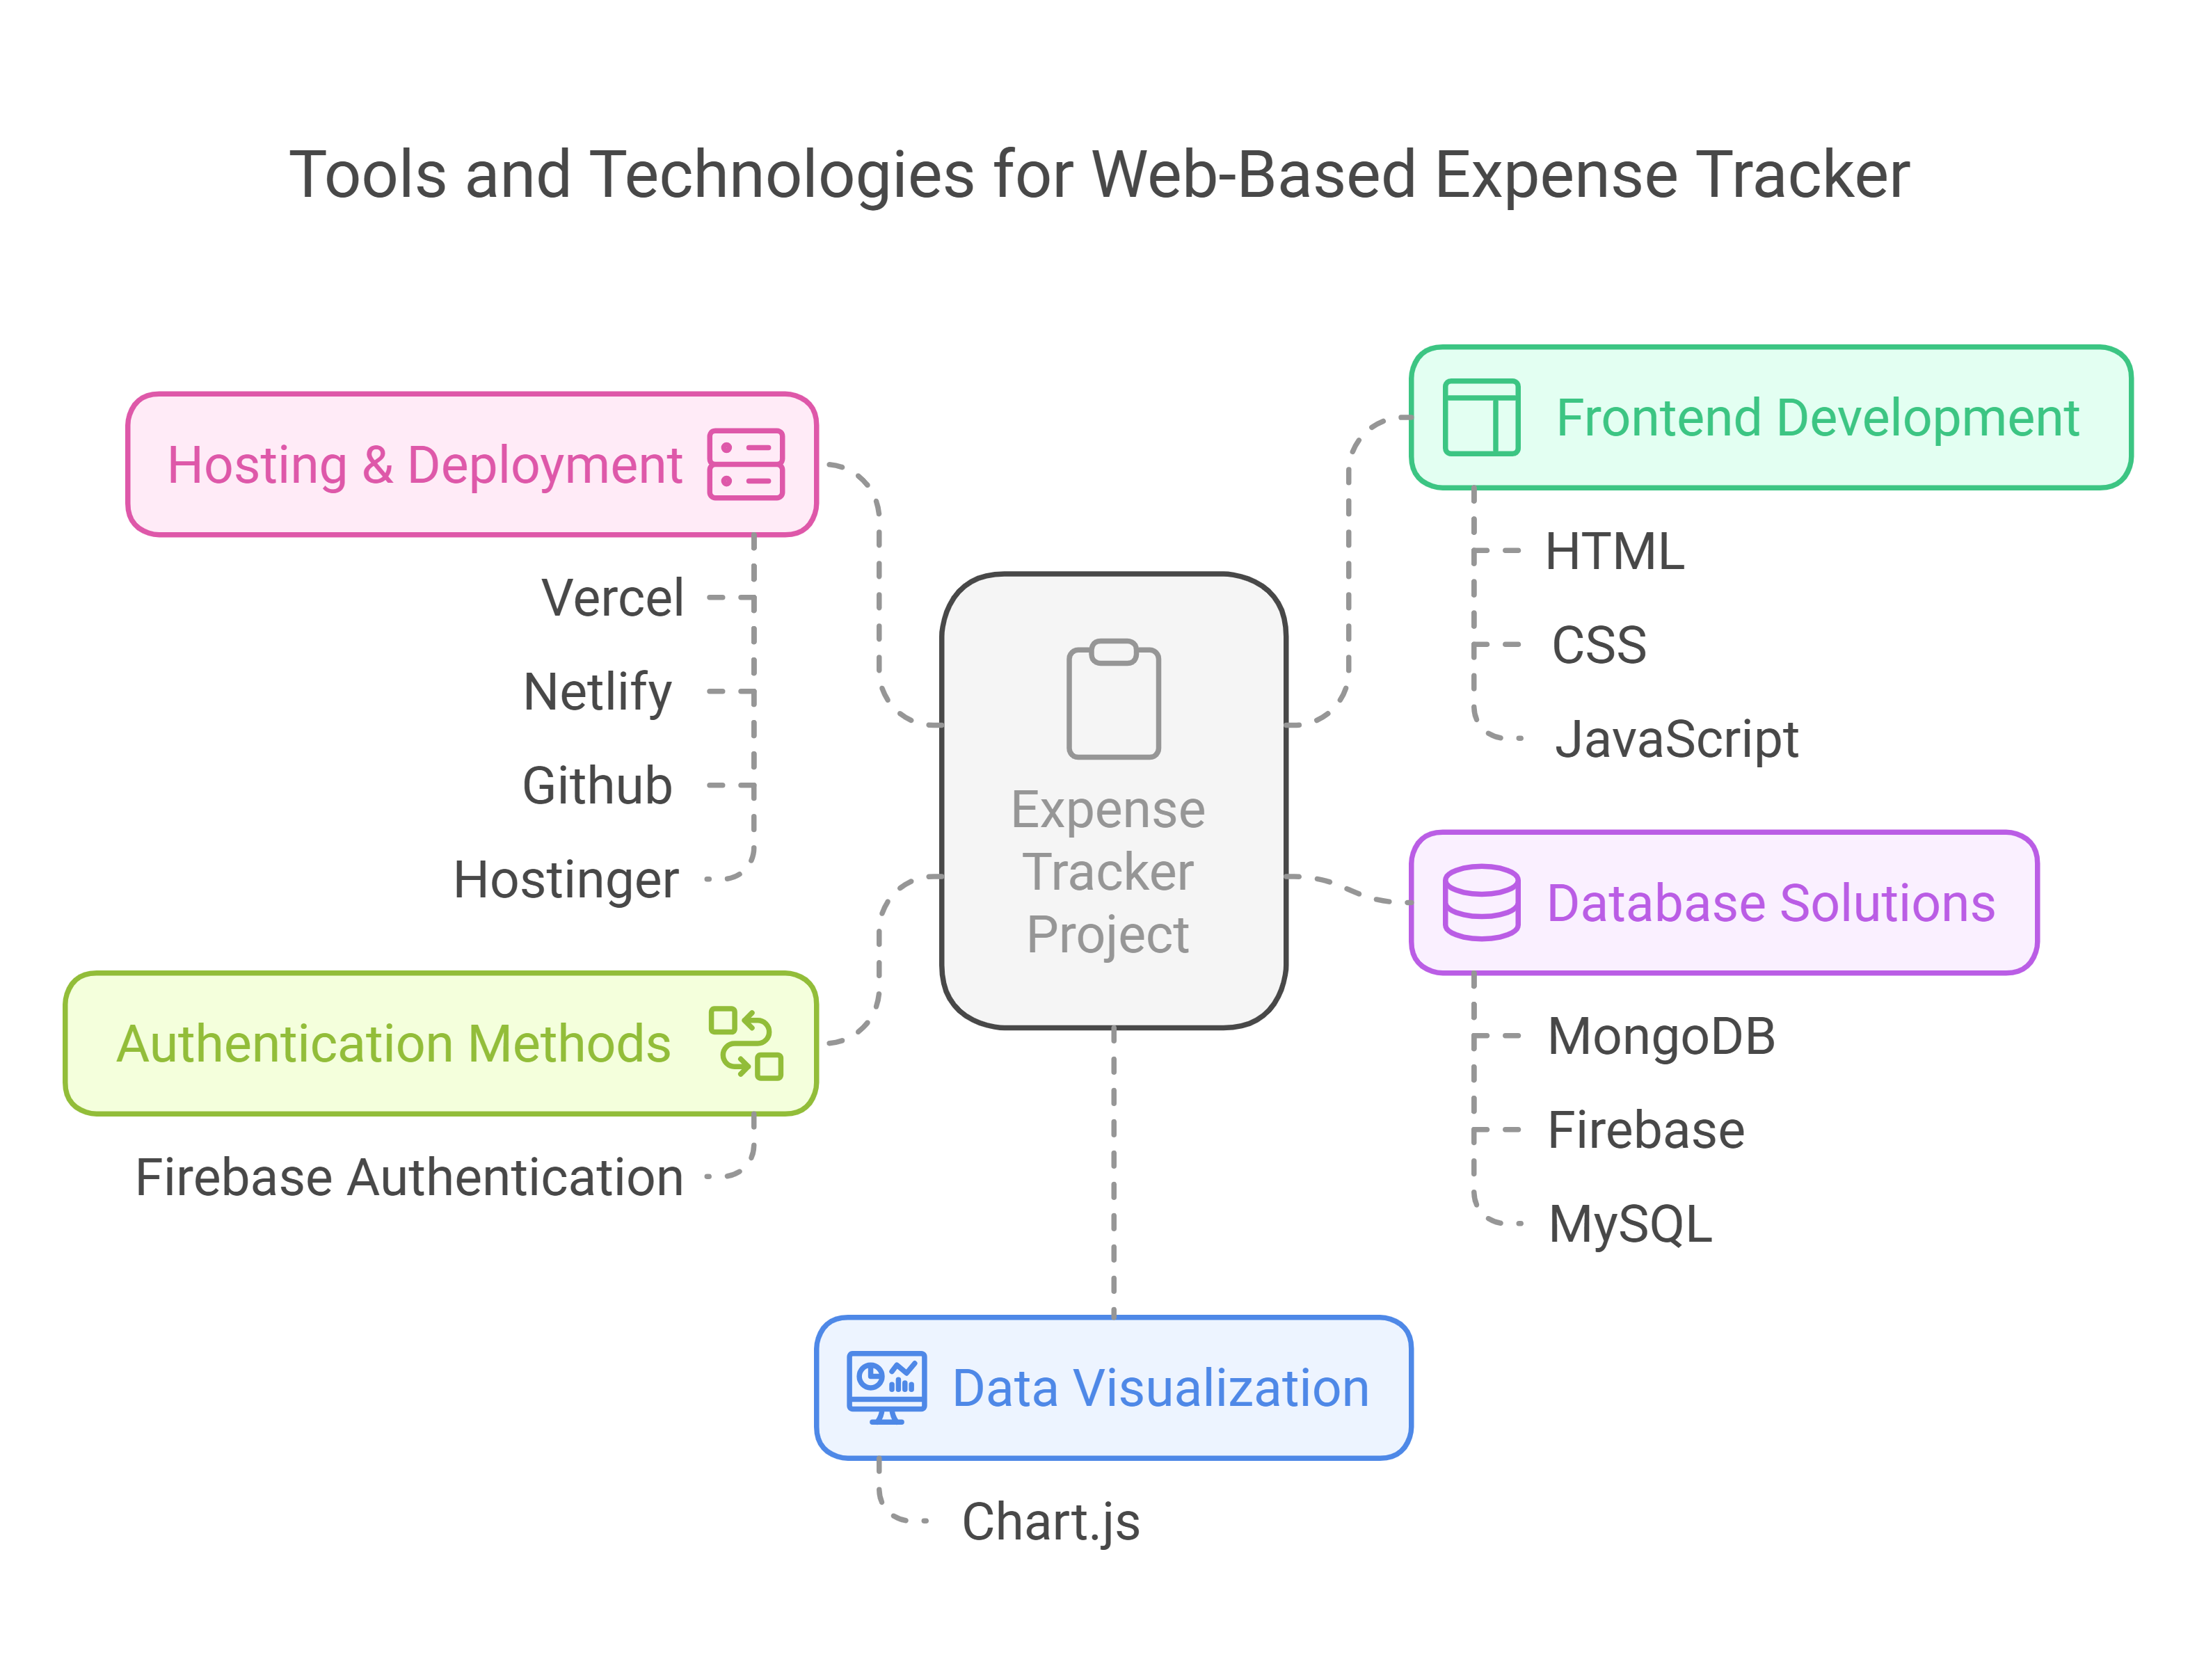 Tools and Technologies for Web-Based Expense Tracker
Hosting & Deployment
Vercel
Netlify
Github
Hostinger
Authentication Methods
Firebase Authentication
Expense
Tracker
Project
Frontend Development
HTML
CSS
JavaScript
Database Solutions
MongoDB
Firebase
MySQL
Data Visualization
Chart.js